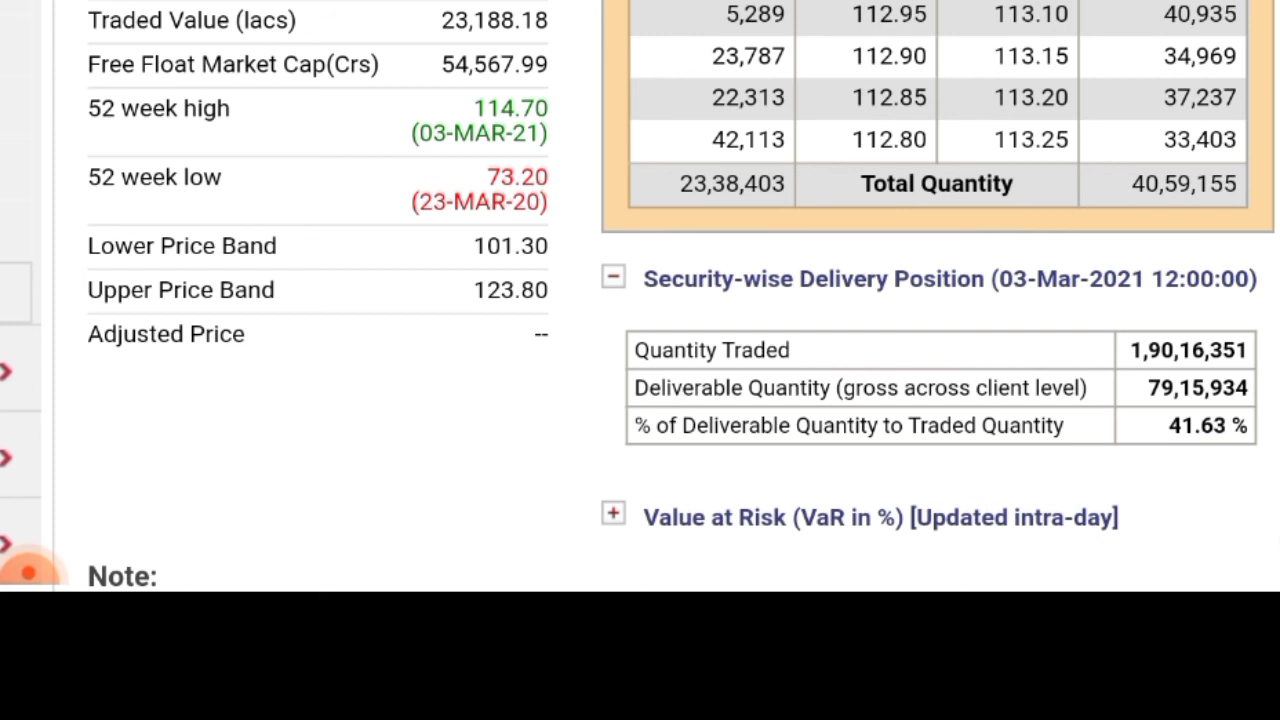 Traded Value (lacs) 23,188.18
Free Float Market Cap(Crs) 54,567.99
52 week high 114.70
(03-MAR-21)
52 week low 73.20
(23-MAR-20)
Lower Price Band 101.30
Upper Price Band 123.80
Adjusted Price --
Note:
5,289 112.95 113.10 40,935
23,787 112.90 113.15 34,969
22,313 112.85 113.20 37,237
42,113 112.80 113.25 33,403
23,38,403 Total Quantity 40,59,155
Security-wise Delivery Position (03-Mar-2021 12:00:00)
Quantity Traded 1,90,16,351
Deliverable Quantity (gross across client level) 79,15,934
% of Deliverable Quantity to Traded Quantity 41.63 %
Value at Risk (VaR in %) [Updated intra-day]